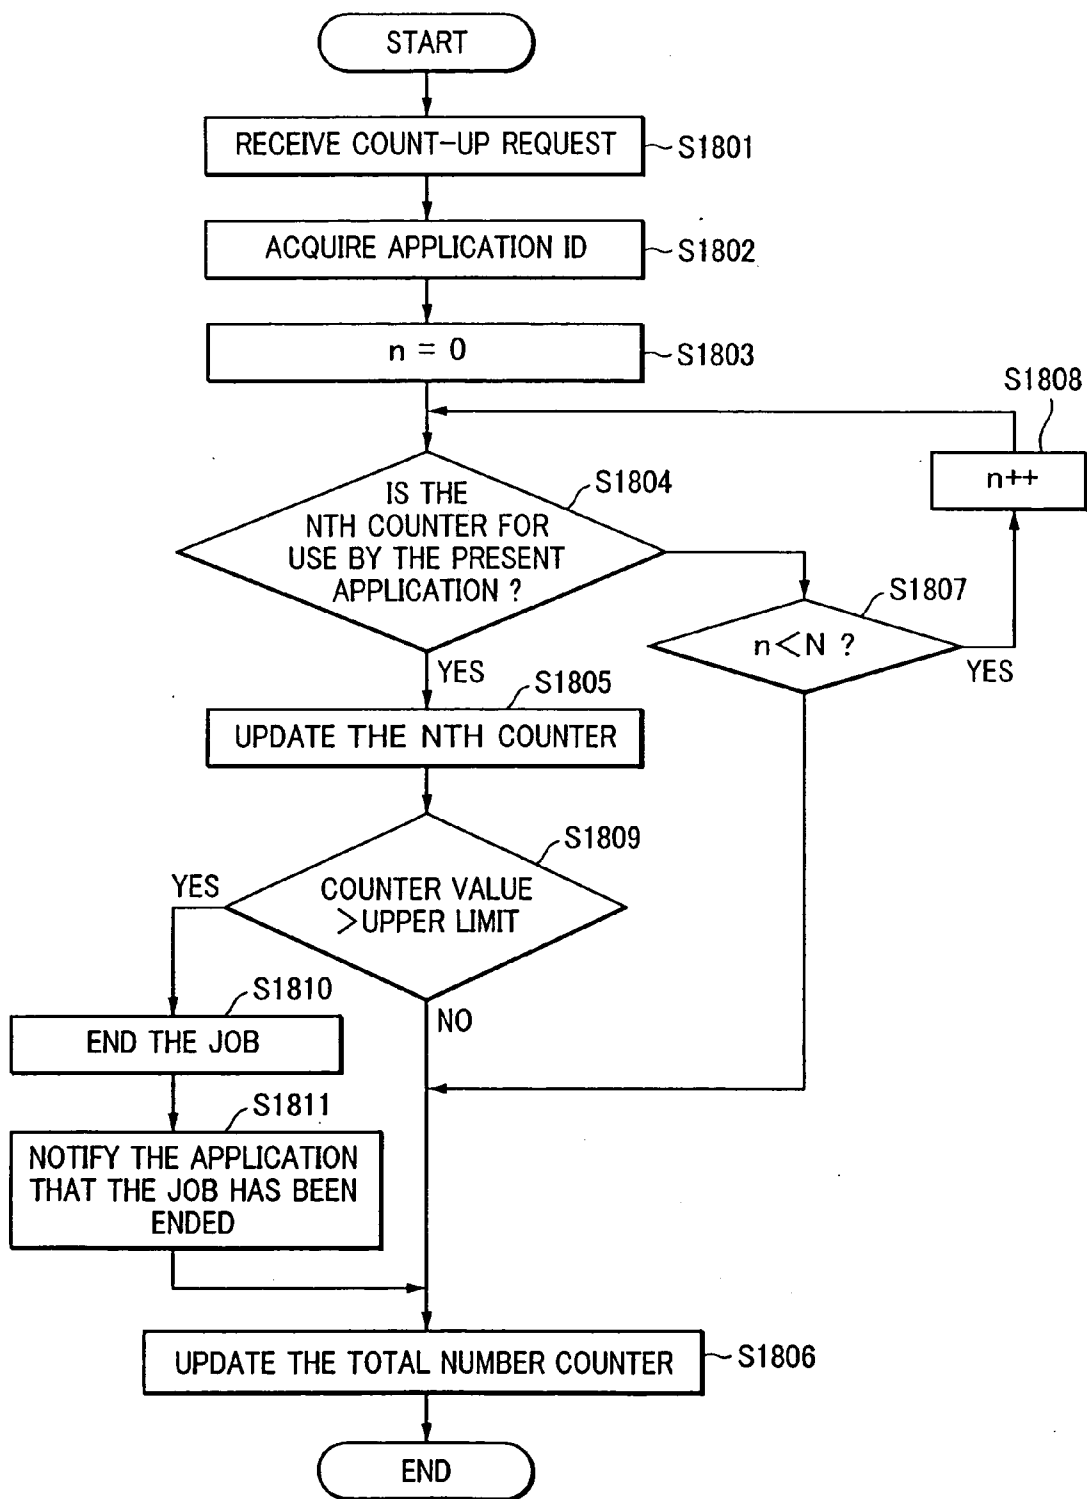 START
RECEIVE COUNT-UP REQUEST
S1801
ACQUIRE APPLICATION ID
S1802
n = 0
S1803
S1808
n++
IS THE
NTH COUNTER FOR
USE BY THE PRESENT
APPLICATION ?
S1804
S1807
n<N ?
YES
YES
S1805
UPDATE THE NTH COUNTER
S1809
COUNTER VALUE
>UPPER LIMIT
YES
NO
S1810
END THE JOB
S1811
NOTIFY THE APPLICATION
THAT THE JOB HAS BEEN
ENDED
UPDATE THE TOTAL NUMBER COUNTER
S1806
END